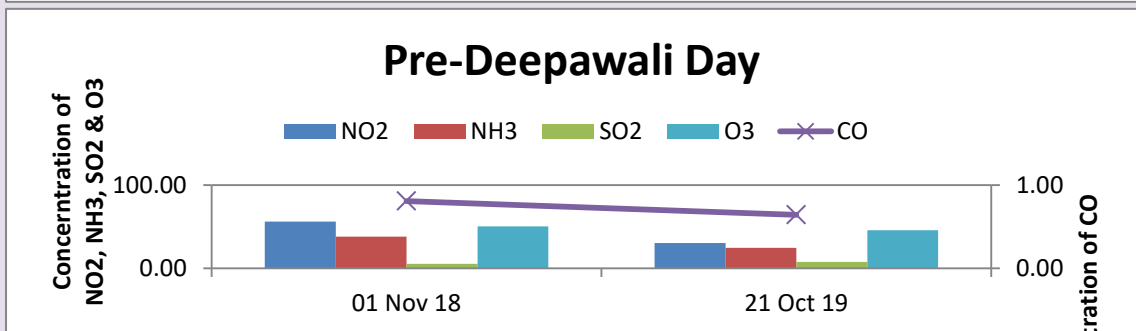 Pre-Deepawali Day
Concerntration of
NO2, NH3, SO2 & O3
NO2 NH3 SO2 O3 CO
100.00
0.00
1.00
0.00
of CO
01 Nov 18
21 Oct 19